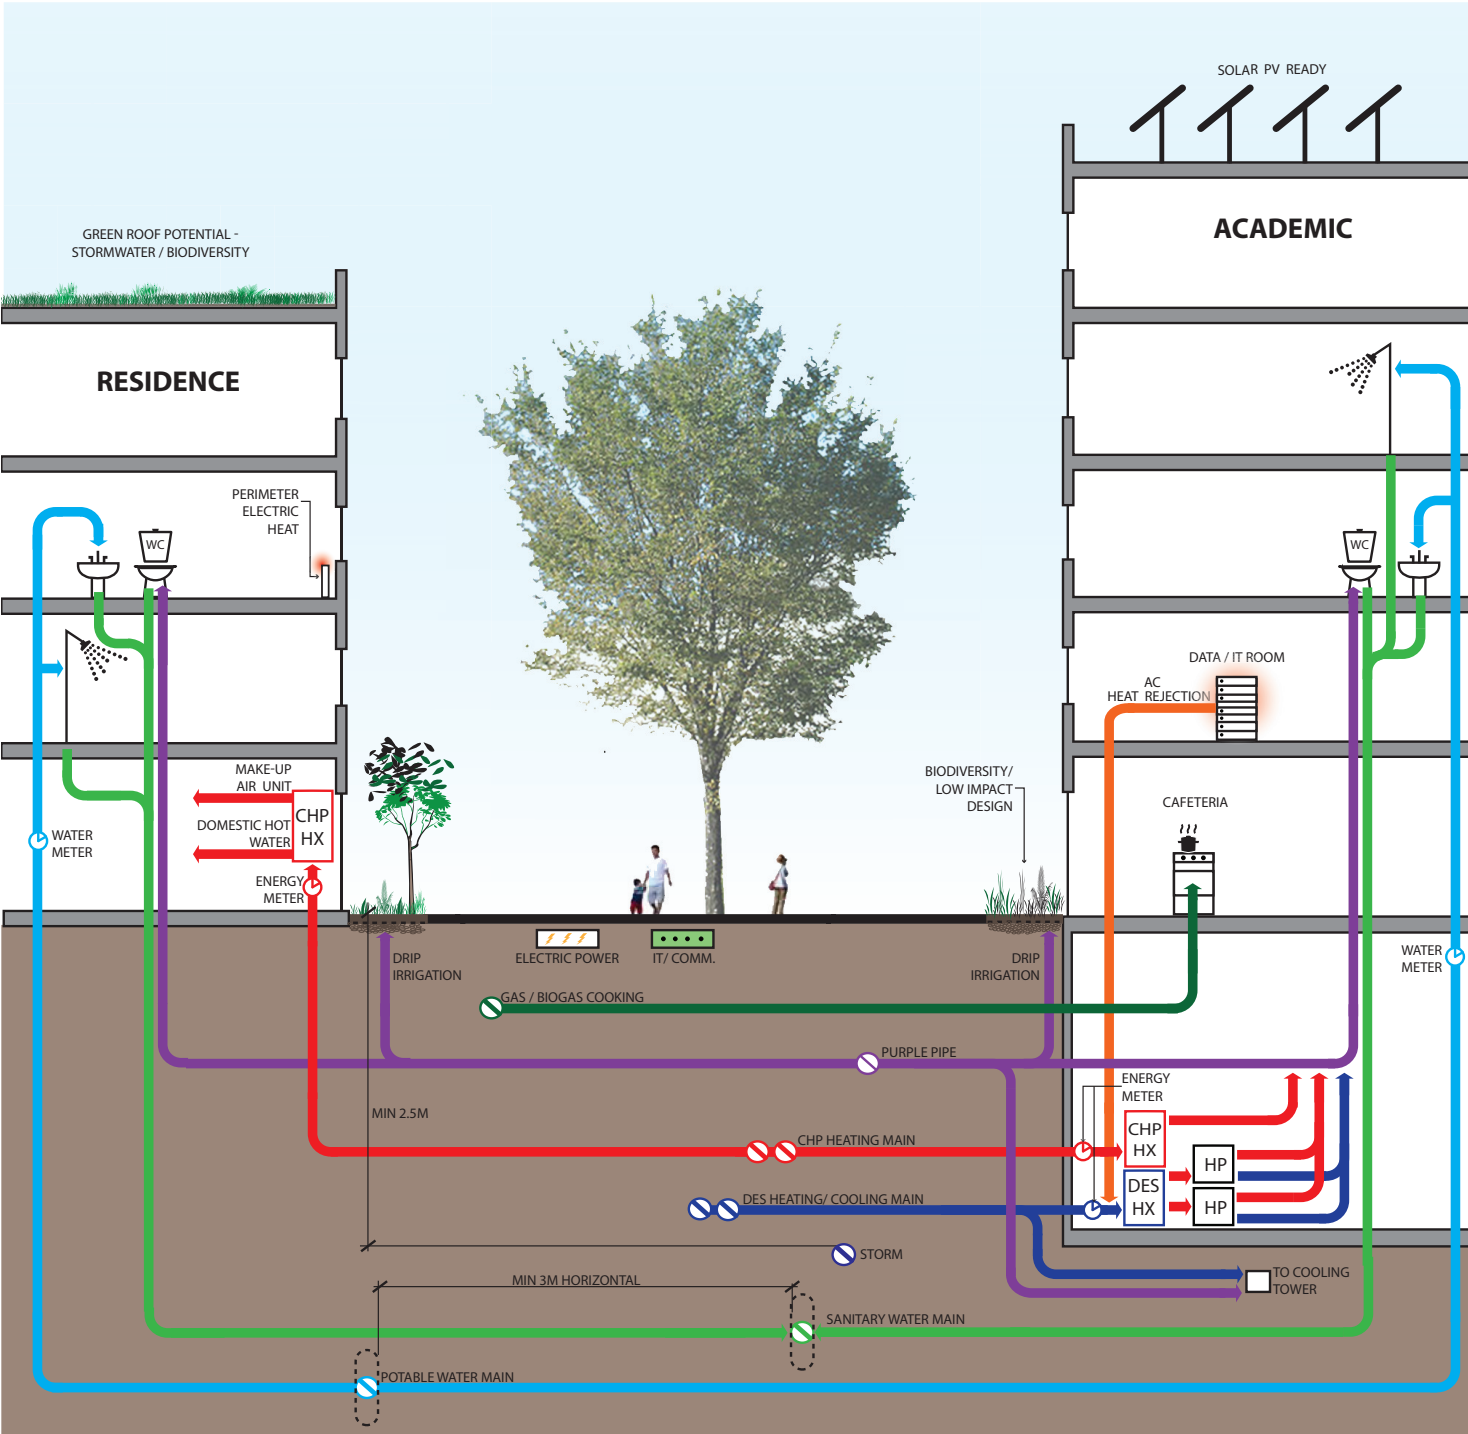 SOLAR PV READY
ACADEMIC
GREEN ROOF POTENTIAL -
STORMWATER / BIODIVERSITY
RESIDENCE
PERIMETER
ELECTRIC
HEAT
WC
WC
DATA / IT ROOM
AC
HEAT REJECTION
MAKE-UP
AIR UNIT
DOMESTIC HOT
WATER
CHP
HX
WATER
METER
ENERGY
METER
BIODIVERSITY/
LOW IMPACT
DESIGN
CAFETERIA
DRIP
IRRIGATION
ELECTRIC POWER
IT/ COMM.
DRIP
IRRIGATION
WATER
METER
GAS / BIOGAS COOKING
PURPLE PIPE
ENERGY
METER
MIN 2.5M
CHP HEATING MAIN
CHP
HX
HP
DES HEATING/ COOLING MAIN
DES
HX
HP
STORM
MIN 3M HORIZONTAL
TO COOLING
TOWER
SANITARY WATER MAIN
POTABLE WATER MAIN